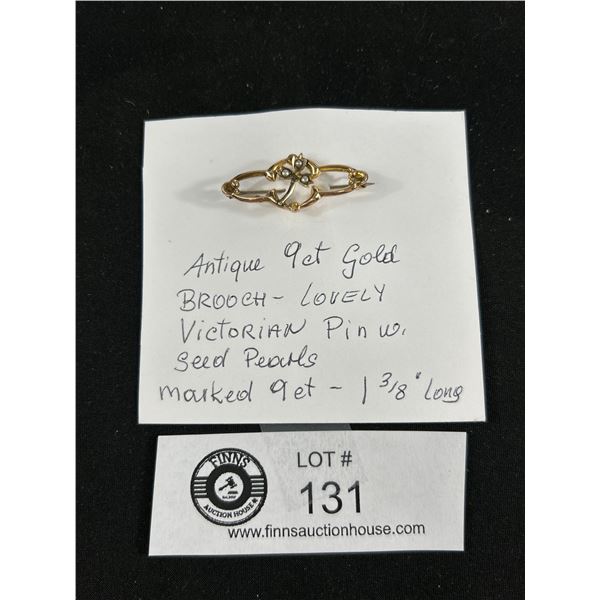 Antique 9ct Gold
BROOCH - LOVELY
VICTORIAN Pin w.
Seed Pearls
marked 9ct - 1 3/8" Long
FINNS
AUCTION HOUSE
LOT #
131
www.finnsauctionhouse.com